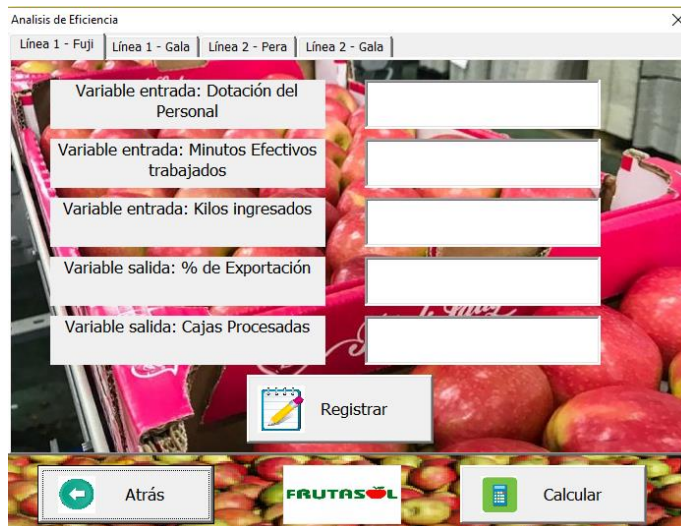 Analisis de Eficiencia
Línea 1 - Fuji
Línea 1 - Gala
Línea 2 - Pera
Línea 2 - Gala
Variable entrada: Dotación del
Personal
Variable entrada: Minutos Efectivos
trabajados
Variable entrada: Kilos ingresados
Variable salida: % de Exportación
Variable salida: Cajas Procesadas
Registrar
Atrás
FRUTASOL
Calcular